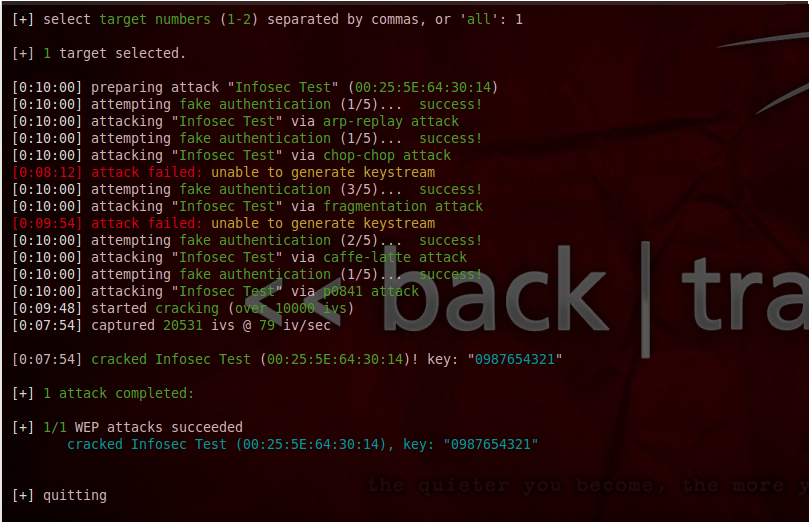 [+] select target numbers (1-2) separated by commas, or 'all': 1
[+] 1 target selected.
[0:10:00] preparing attack "Infosec Test" (00:25:5E:64:30:14)
[0:10:00] attempting fake authentication (1/5)...  success!
[0:10:00] attacking "Infosec Test" via arp-replay attack
[0:10:00] attempting fake authentication (1/5)...  success!
[0:10:00] attacking "Infosec Test" via chop-chop attack
[0:08:12] attack failed: unable to generate keystream
[0:10:00] attempting fake authentication (3/5)...  success!
[0:10:00] attacking "Infosec Test" via fragmentation attack
[0:09:54] attack failed: unable to generate keystream
[0:10:00] attempting fake authentication (2/5)...  success!
[0:10:00] attacking "Infosec Test" via caffe-latte attack
[0:10:00] attempting fake authentication (1/5)...  success!
[0:10:00] attacking "Infosec Test" via p0841 attack
[0:09:48] started cracking (over 10000 ivs)
[0:07:54] captured 20531 ivs @ 79 iv/sec
<< back | tra
[0:07:54] cracked Infosec Test (00:25:5E:64:30:14)! key: "0987654321"
[+] 1 attack completed:
[+] 1/1 WEP attacks succeeded
cracked Infosec Test (00:25:5E:64:30:14), key: "0987654321"
the quieter you become, the more y
[+] quitting